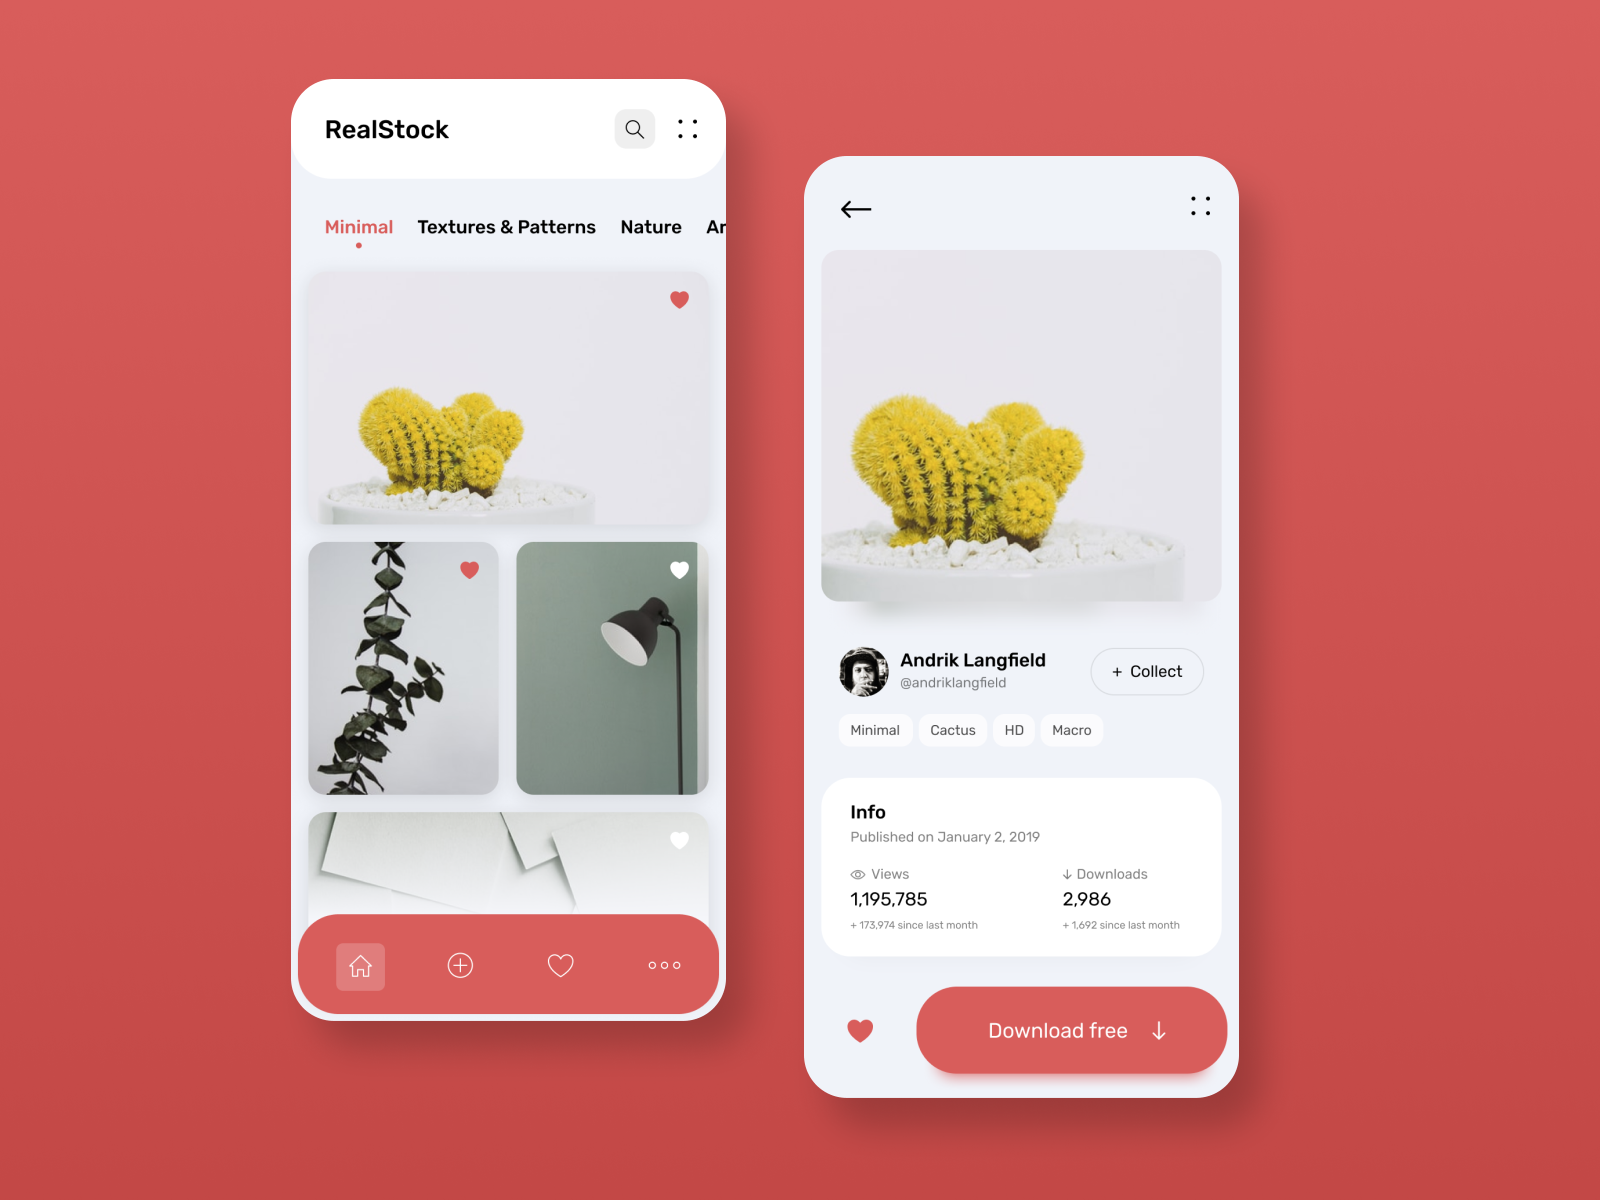 RealStock
Minimal Textures & Patterns Nature Ar
Andrik Langfield
@andriklangfield
+ Collect
Minimal Cactus HD Macro
Info
Published on January 2, 2019
Views Downloads
1,195,785 2,986
+ 173,974 since last month + 1,692 since last month
Download free